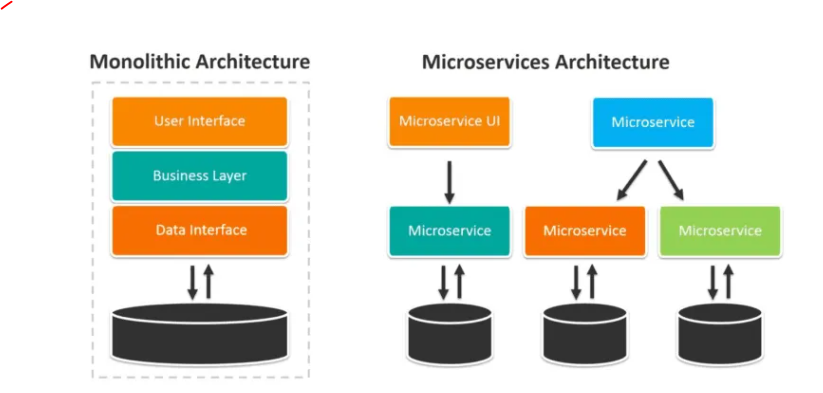 Monolithic Architecture
User Interface
Business Layer
Data Interface
Microservices Architecture
Microservice UI
Microservice
Microservice
Microservice
Microservice